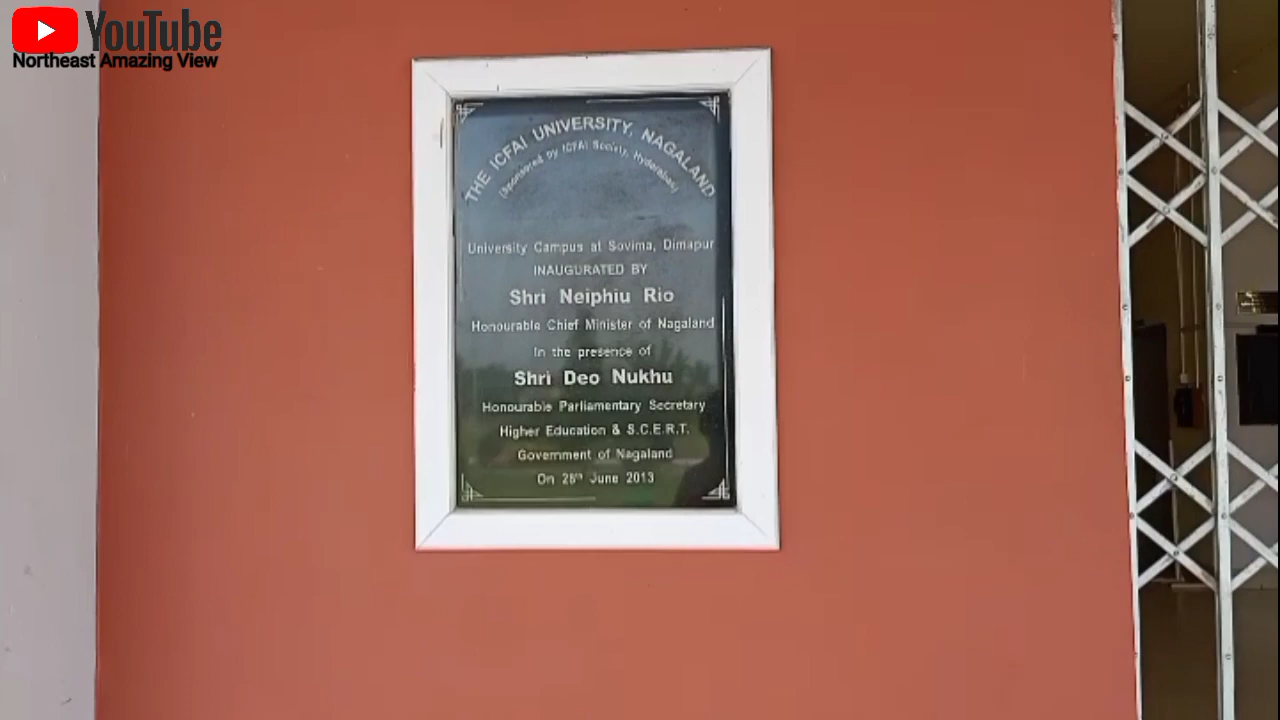 YouTube
Northeast Amazing View
THE ICFAI UNIVERSITY, NAGALAND
(Sponsored by ICFAI Society, Hyderabad)
University Campus at Sovima, Dimapur
INAUGURATED BY
Shri Neiphiu Rio
Honourable Chief Minister of Nagaland
In the presence of
Shri Deo Nukhu
Honourable Parliamentary Secretary
Higher Education & S.C.E.R.T.
Government of Nagaland
On 25th June 2013